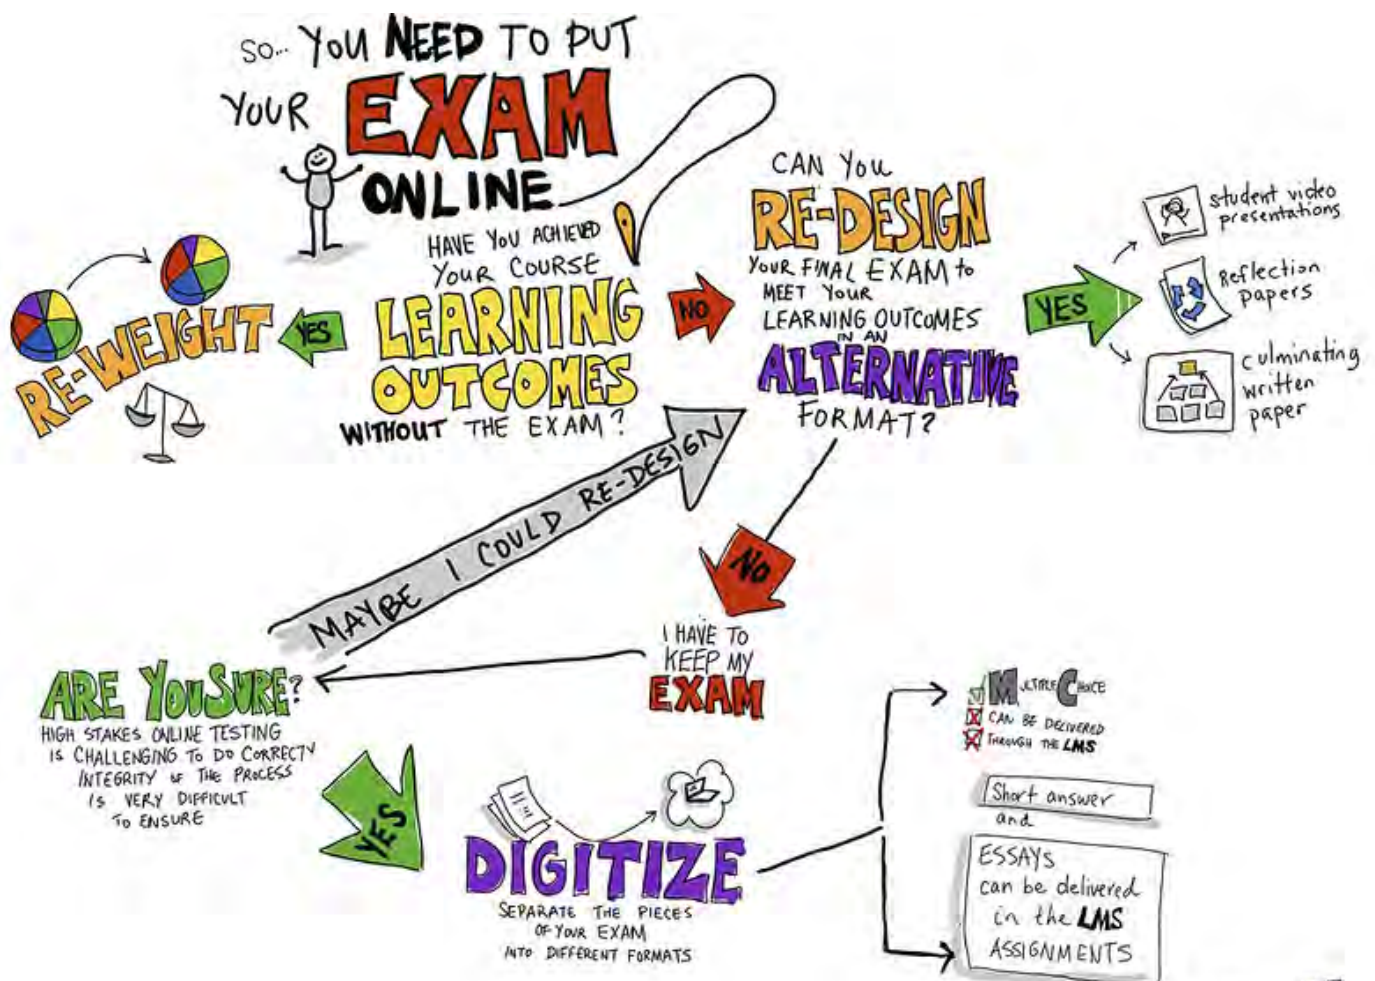 SO... YOU NEED TO PUT
YOUR EXAM
ONLINE
HAVE YOU ACHIEVED
YOUR COURSE
LEARNING
OUTCOMES
WITHOUT THE EXAM?
YES
RE-WEIGHT
NO
CAN YOU
RE-DESIGN
YOUR FINAL EXAM to
MEET YOUR
LEARNING OUTCOMES
IN AN
ALTERNATIVE
FORMAT?
YES
student video
presentations
Reflection
papers
culminating
written
paper
NO
I HAVE TO
KEEP MY
EXAM
MAYBE I COULD RE-DESIGN
ARE YOU SURE?
HIGH STAKES ONLINE TESTING
IS CHALLENGING TO DO CORRECTY
INTEGRITY OF THE PROCESS
IS VERY DIFFICULT
TO ENSURE
YES
DIGITIZE
SEPARATE THE PIECES
OF YOUR EXAM
INTO DIFFERENT FORMATS
MULTIPLE CHOICE
CAN BE DELIVERED
THROUGH THE LMS
Short answer
and
ESSAYS
can be delivered
in the LMS
ASSIGNMENTS